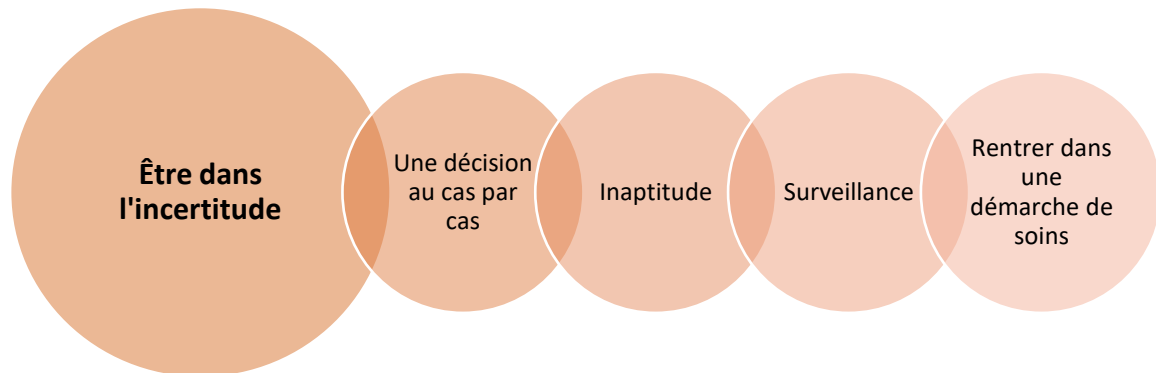 Être dans
l'incertitude
Une décision
au cas par
cas
Inaptitude
Surveillance
Rentrer dans
une
démarche de
soins